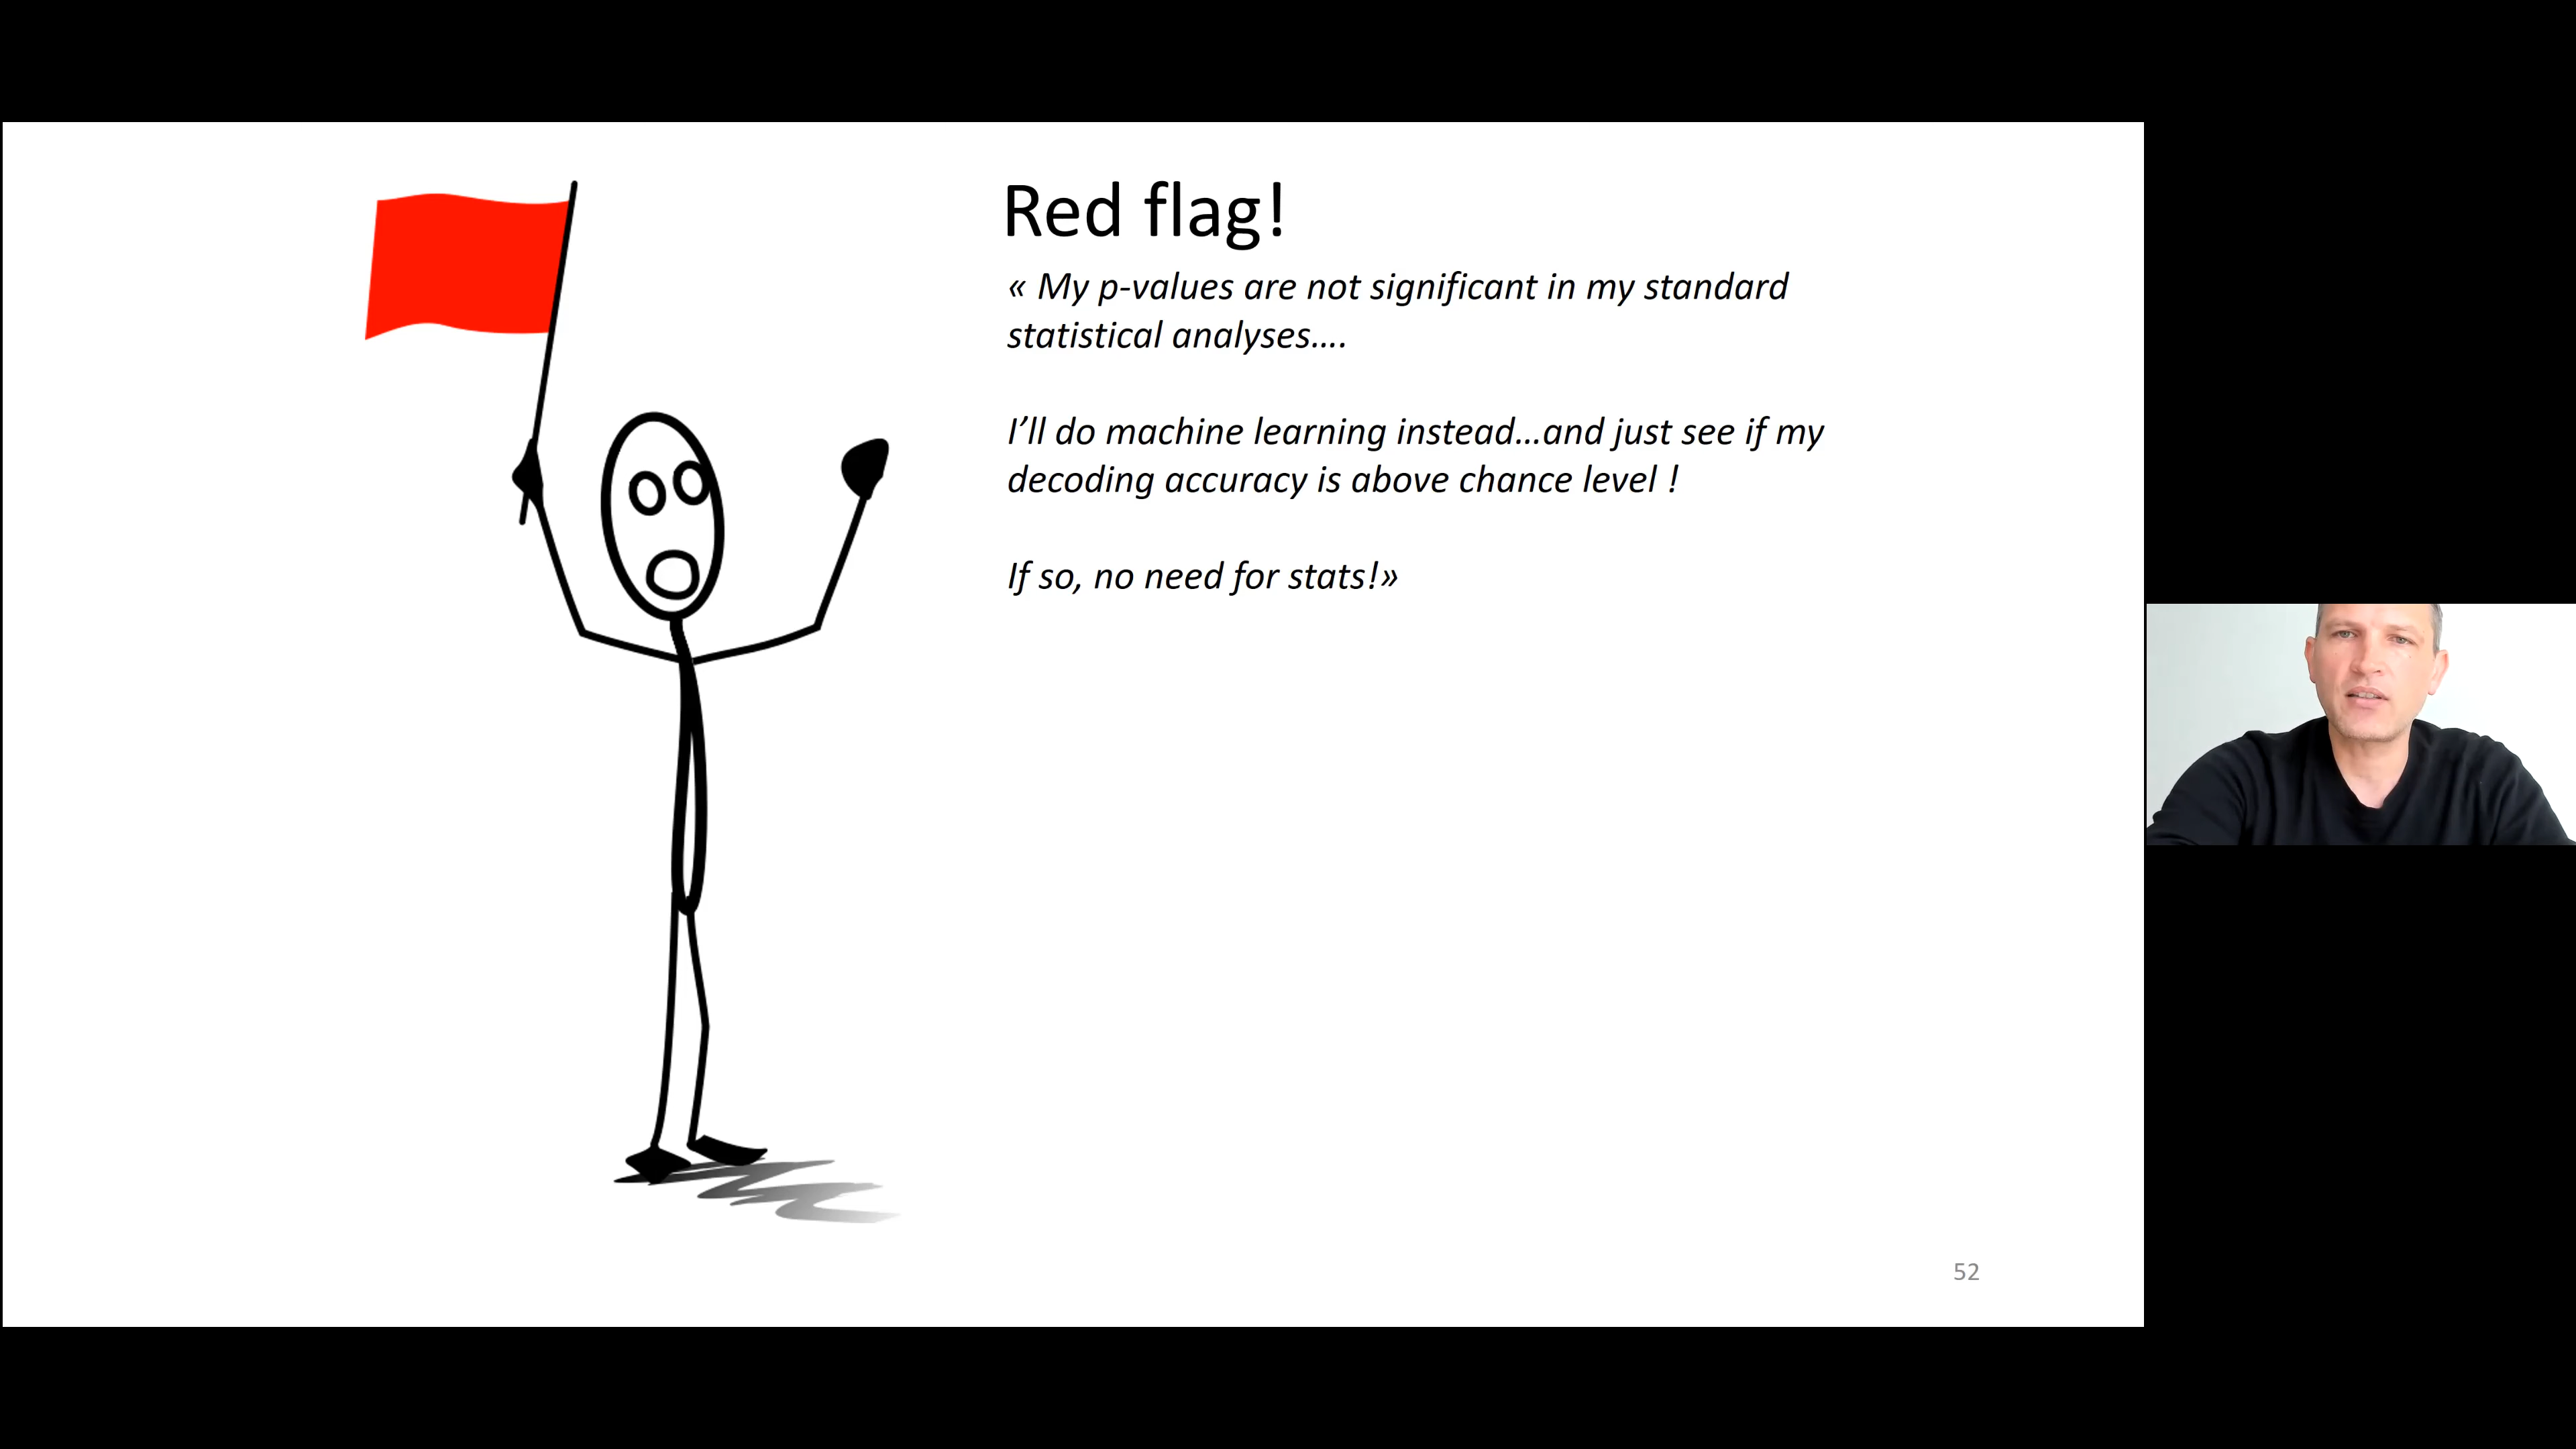 Red flag!
« My p-values are not significant in my standard
statistical analyses....
I’ll do machine learning instead...and just see if my
decoding accuracy is above chance level !
If so, no need for stats!»
52